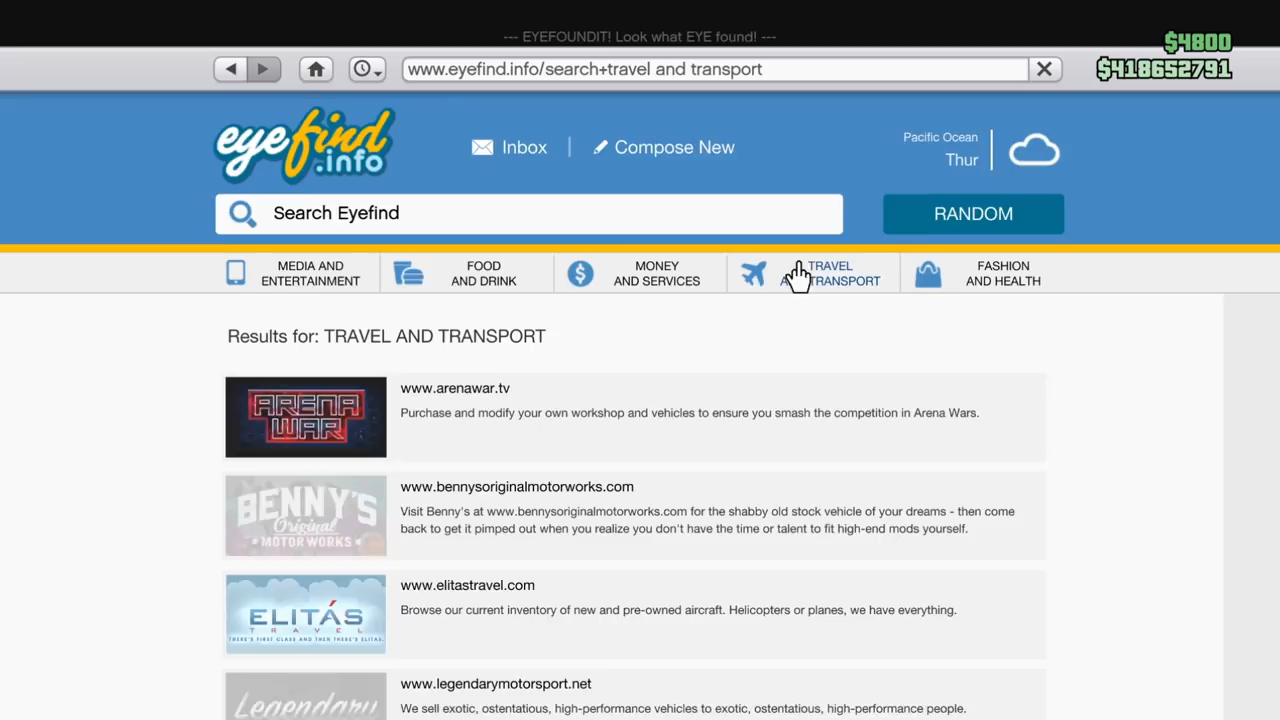 --- EYEFOUNDIT! Look what EYE found! ---
$4800
www.eyefind.info/search+travel and transport
$418652791
eyefind
.info
Inbox
Compose New
Pacific Ocean
Thur
Search Eyefind
RANDOM
MEDIA AND
ENTERTAINMENT
FOOD
AND DRINK
MONEY
AND SERVICES
TRAVEL
AND TRANSPORT
FASHION
AND HEALTH
Results for: TRAVEL AND TRANSPORT
ARENA
WAR
www.arenawar.tv
Purchase and modify your own workshop and vehicles to ensure you smash the competition in Arena Wars.
BENNY'S
Original
MOTOR WORKS
www.bennysoriginalmotorworks.com
Visit Benny's at www.bennysoriginalmotorworks.com for the shabby old stock vehicle of your dreams - then come
back to get it pimped out when you realize you don't have the time or talent to fit high-end mods yourself.
ELITÁS
TRAVEL
THERE'S FIRST CLASS AND THEN THERE'S ELITAS.
www.elitastravel.com
Browse our current inventory of new and pre-owned aircraft. Helicopters or planes, we have everything.
Legendary
www.legendarymotorsport.net
We sell exotic, ostentatious, high-performance vehicles to exotic, ostentatious, high-performance people.